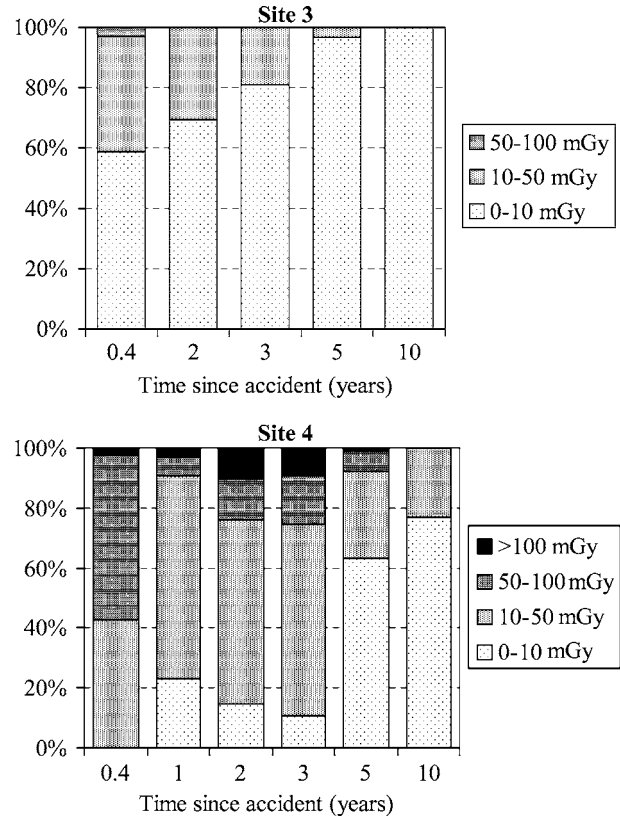 Site 3
100%
80%
60%
40%
20%
0%
0.4 2 3 5 10
Time since accident (years)
50-100 mGy
10-50 mGy
0-10 mGy
Site 4
100%
80%
60%
40%
20%
0%
0.4 1 2 3 5 10
Time since accident (years)
>100 mGy
50-100 mGy
10-50 mGy
0-10 mGy